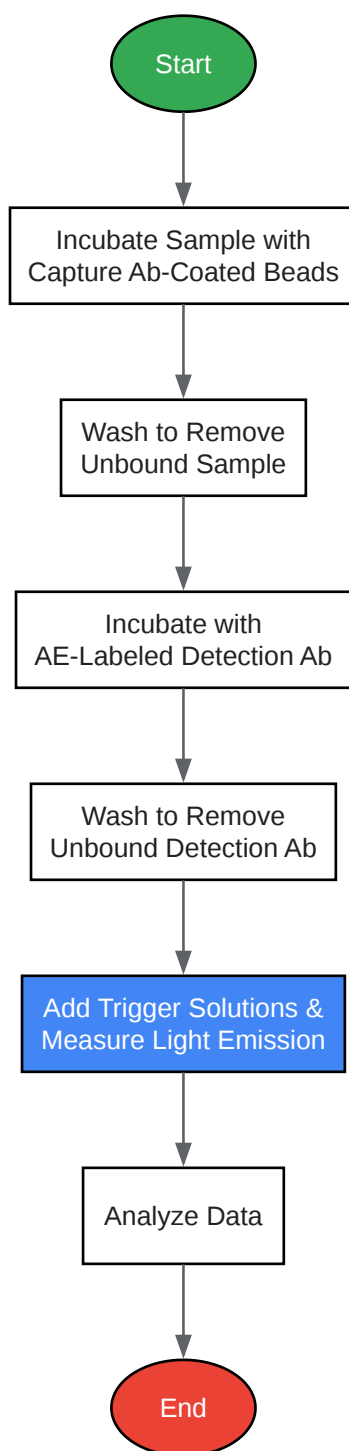 Start
Incubate Sample with
Capture Ab-Coated Beads
Wash to Remove
Unbound Sample
Incubate with
AE-Labeled Detection Ab
Wash to Remove
Unbound Detection Ab
Add Trigger Solutions &
Measure Light Emission
Analyze Data
End